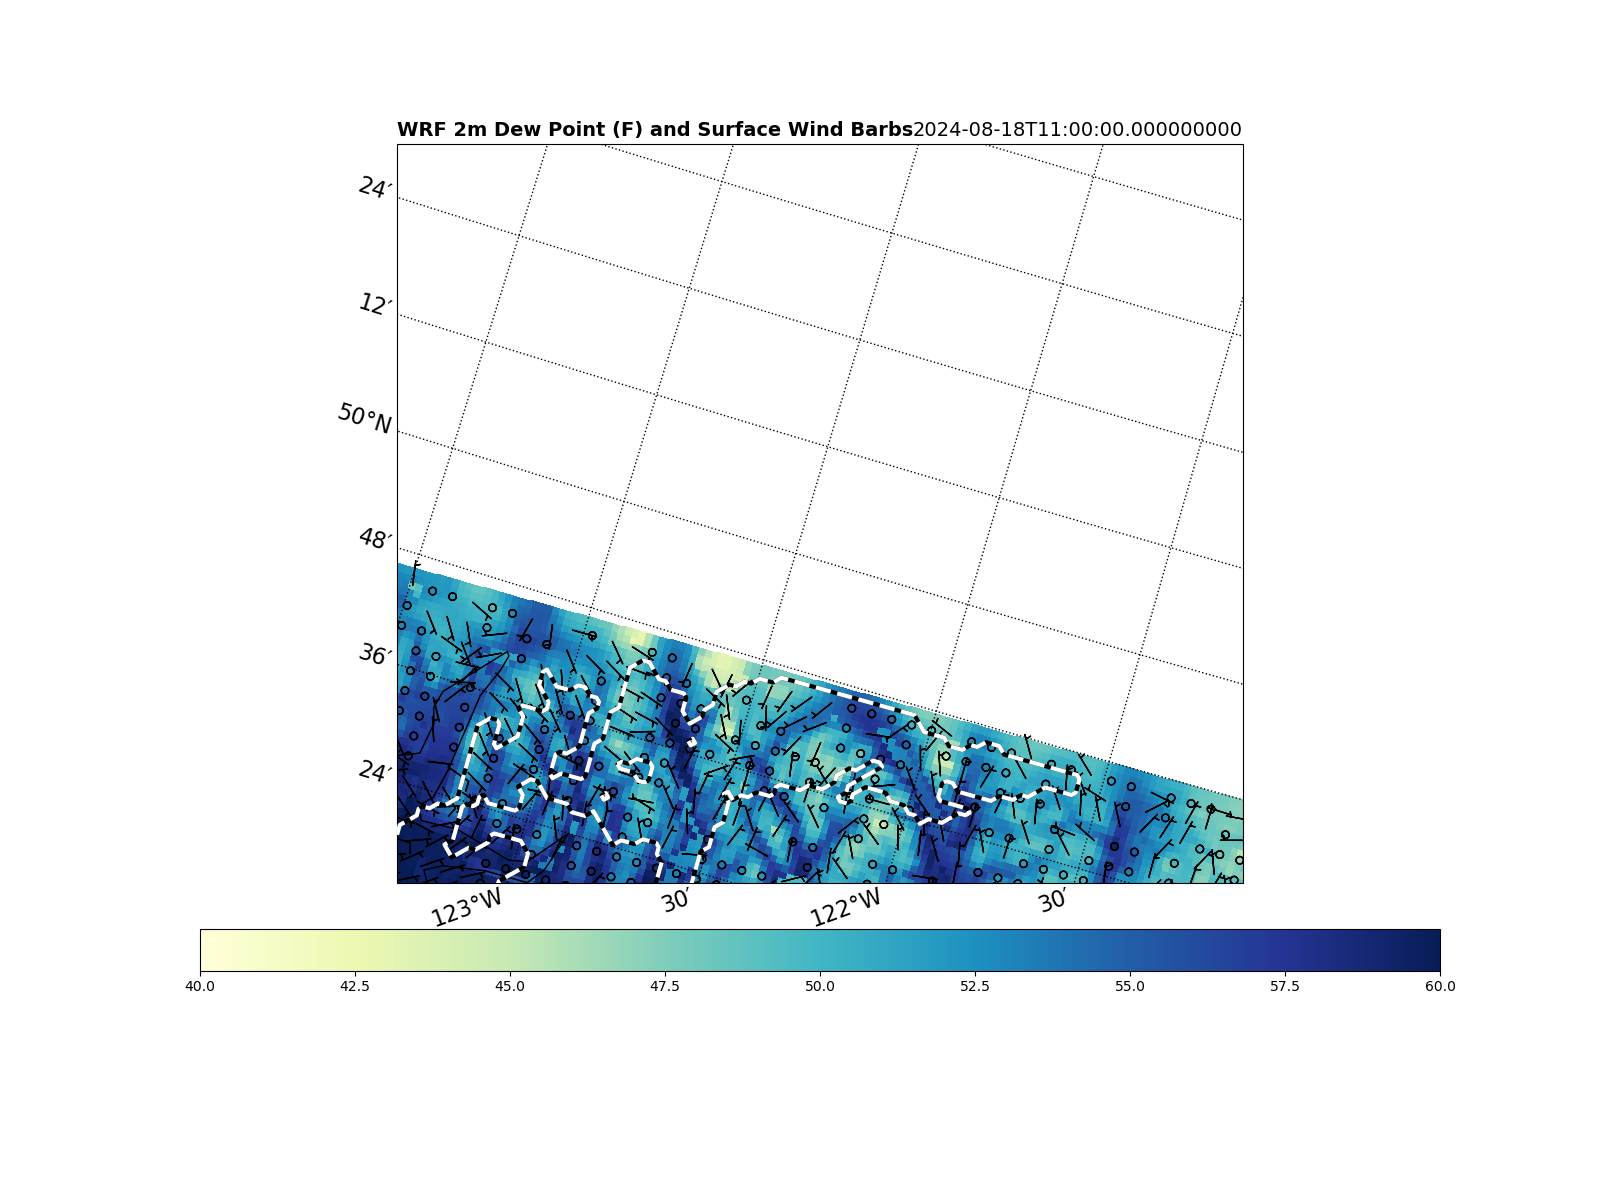 WRF 2m Dew Point (F) and Surface Wind Barbs 2024-08-18T11:00:00.000000000
24′
12′
50°N
48′
36′
24′
123°W 30′ 122°W 30′
40.0 42.5 45.0 47.5 50.0 52.5 55.0 57.5 60.0